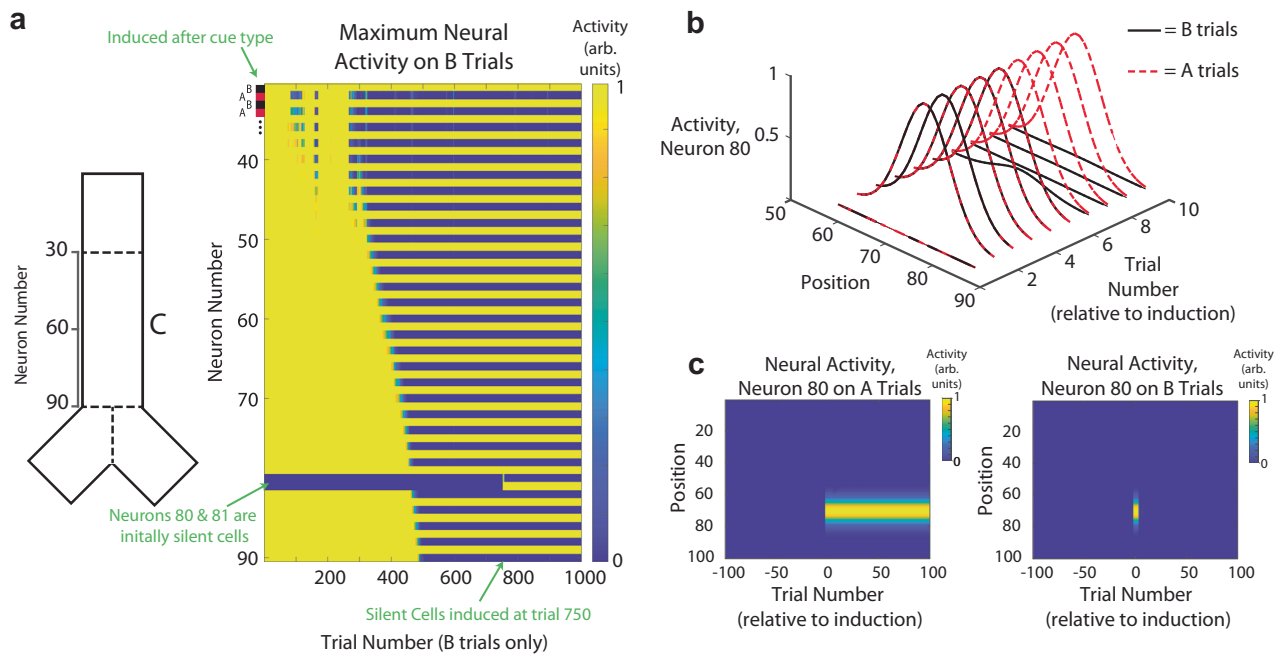 a
Induced after cue type
Maximum Neural
Activity on B Trials
Activity
(arb.
units)
B
A
B
A
1
0
40
50
60
70
80
90
Neuron Number
200
400
600
800
1000
Trial Number (B trials only)
Neurons 80 & 81 are
initally silent cells
Silent Cells induced at trial 750
30
60
90
Neuron Number
C
b
= B trials
= A trials
1
0.5
Activity,
Neuron 80
50
60
70
80
90
Position
2
4
6
8
10
Trial
Number
(relative to induction)
c
Neural Activity,
Neuron 80 on A Trials
Activity
(arb.
units)
1
0
20
40
60
80
100
Position
-100
-50
0
50
100
Trial Number
(relative to induction)
Neural Activity,
Neuron 80 on B Trials
Activity
(arb.
units)
1
0
20
40
60
80
100
Position
-100
-50
0
50
100
Trial Number
(relative to induction)